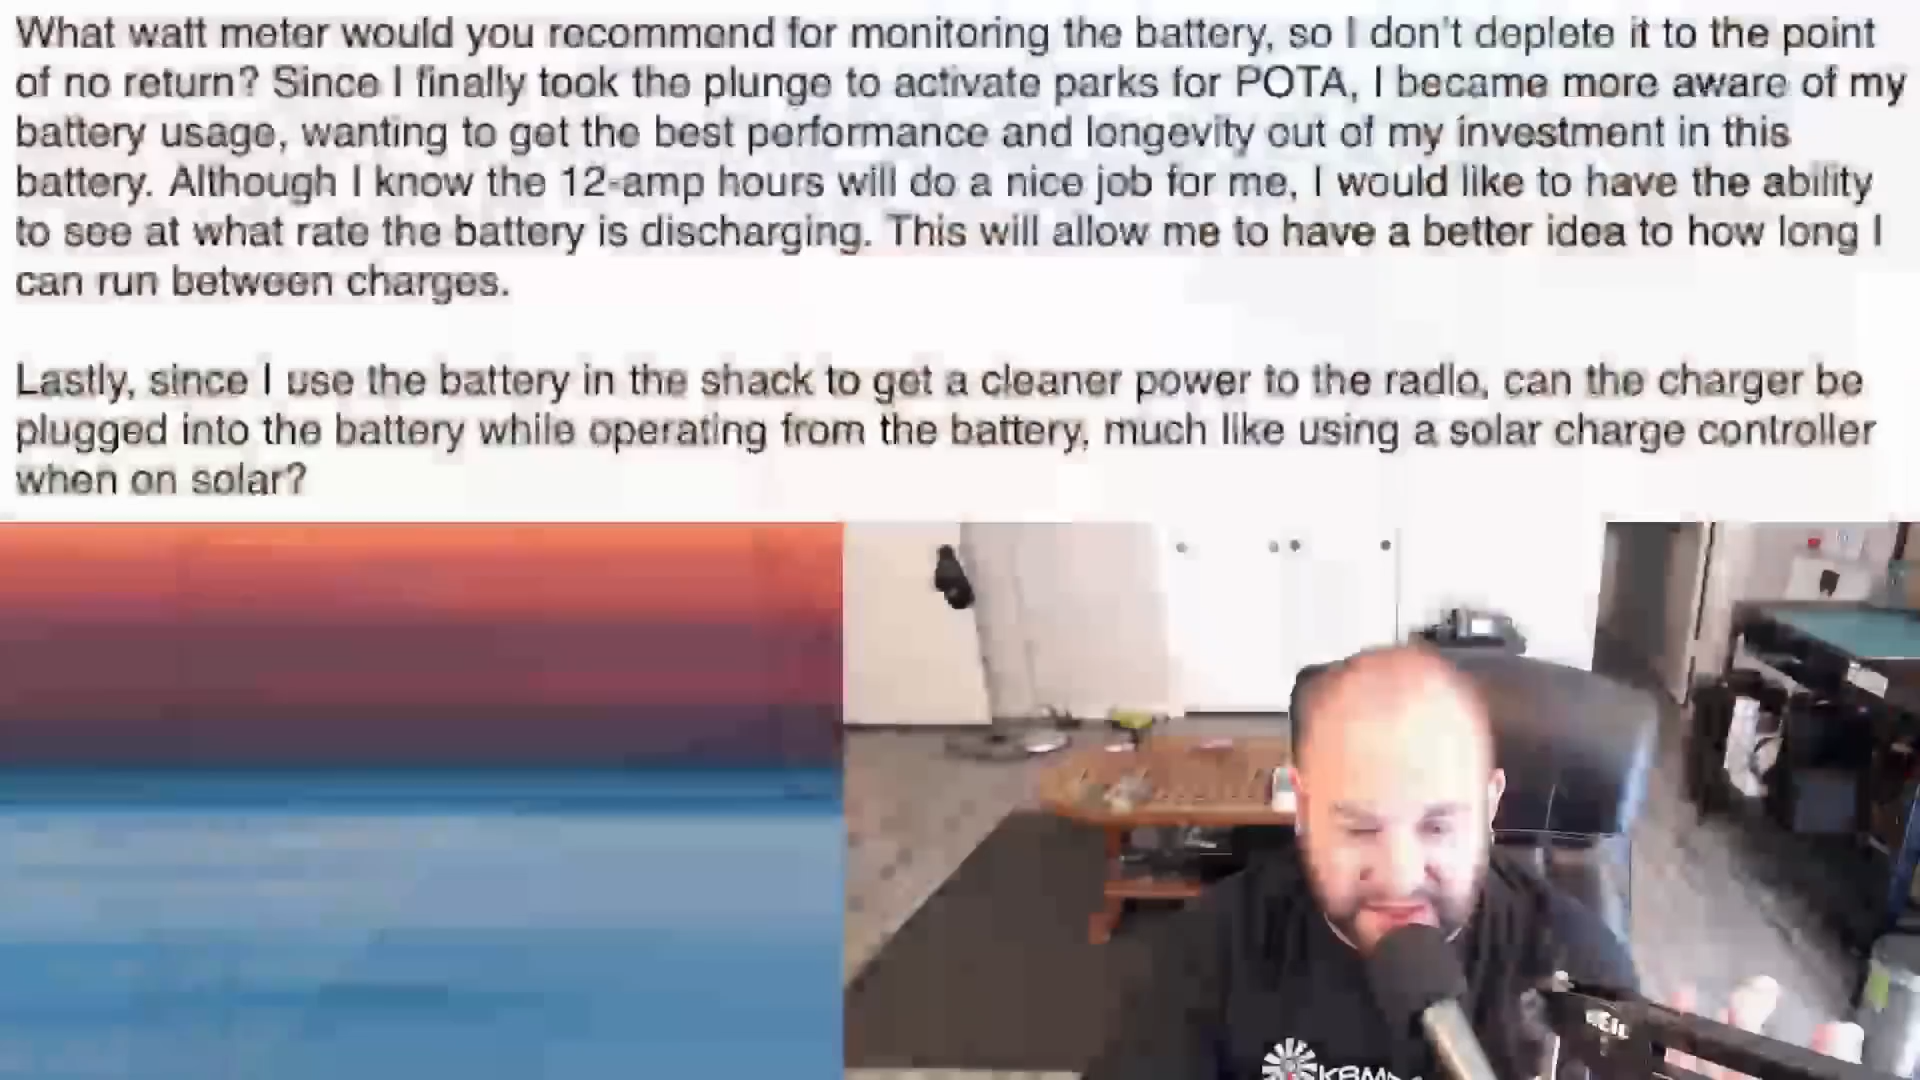 What watt meter would you recommend for monitoring the battery, so I don't deplete it to the point
of no return? Since I finally took the plunge to activate parks for POTA, I became more aware of my
battery usage, wanting to get the best performance and longevity out of my investment in this
battery. Although I know the 12-amp hours will do a nice job for me, I would like to have the ability
to see at what rate the battery is discharging. This will allow me to have a better idea to how long I
can run between charges.
Lastly, since I use the battery in the shack to get a cleaner power to the radio, can the charger be
plugged into the battery while operating from the battery, much like using a solar charge controller
when on solar?